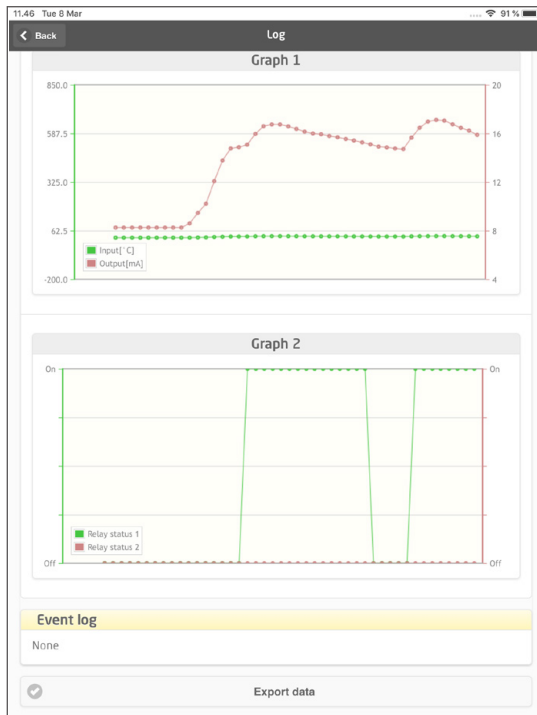 11.46 Tue 8 Mar
.... 91 %
Back
Log
Graph 1
850.0
587.5
325.0
62.5
-200.0
20
16
12
8
4
Input[°C]
Output[mA]
Graph 2
On
Off
On
Off
Relay status 1
Relay status 2
Event log
None
Export data